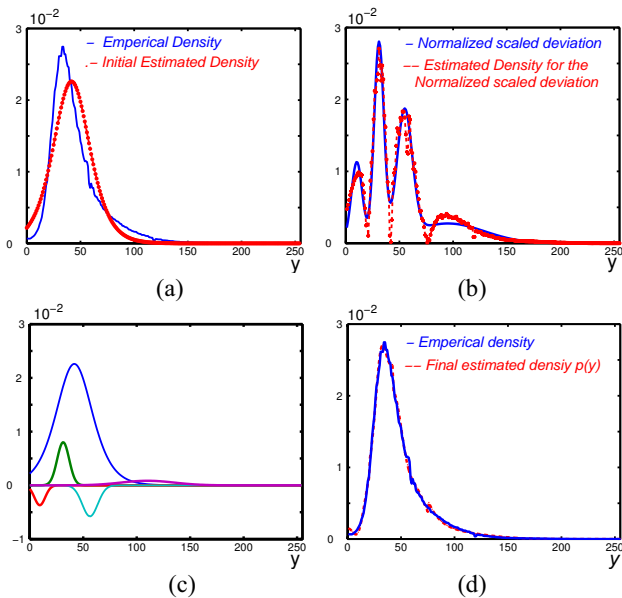 3 x 10^-2
– Emperical Density
.– Initial Estimated Density
2
1
0
0 50 100 150 200 250
y
(a)
3 x 10^-2
– Normalized scaled deviation
-- Estimated Density for the
Normalized scaled deviation
2
1
0
0 50 100 150 200 250
y
(b)
3 x 10^-2
2
1
0
−1
0 50 100 150 200 250
y
(c)
3 x 10^-2
– Emperical density
-- Final estimated densiy p(y)
2
1
0
0 50 100 150 200 250
y
(d)